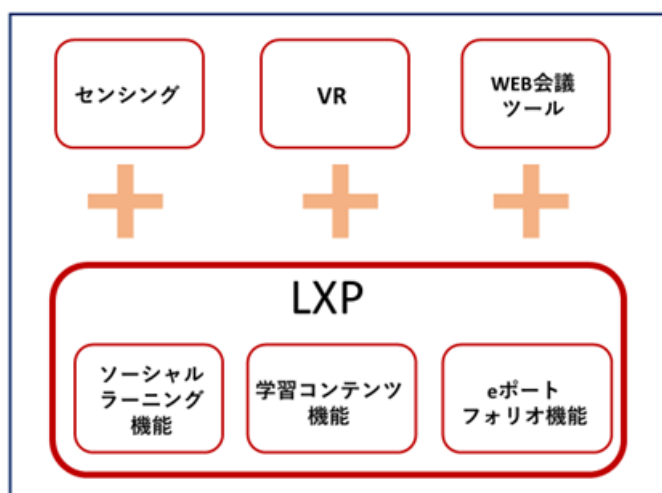 センシング
VR
WEB会議
ツール
LXP
ソーシャル
ラーニング
機能
学習コンテンツ
機能
eポート
フォリオ機能